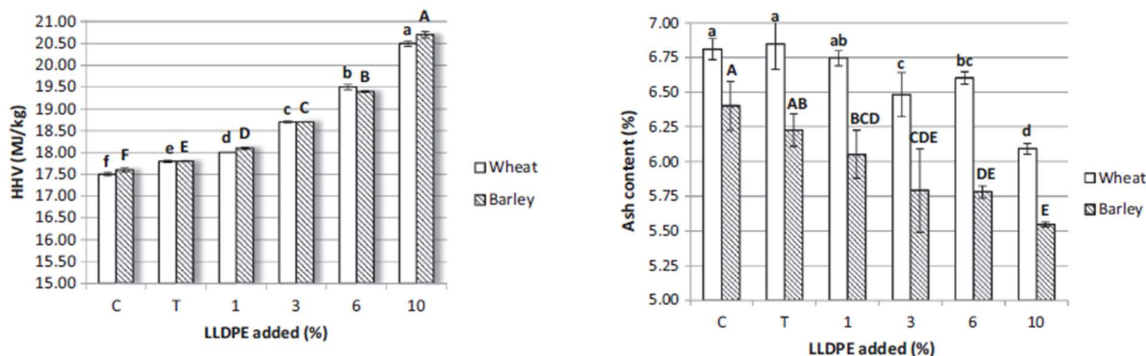 HHV (MJ/kg)
21.00
20.50
20.00
19.50
19.00
18.50
18.00
17.50
17.00
16.50
16.00
15.50
15.00
f F
e E
d D
c C
b B
a A
Wheat
Barley
C T 1 3 6 10
LLDPE added (%)
Ash content (%)
7.00
6.75
6.50
6.25
6.00
5.75
5.50
5.25
5.00
a A
a AB
ab BCD
c CDE
bc DE
d E
Wheat
Barley
C T 1 3 6 10
LLDPE added (%)